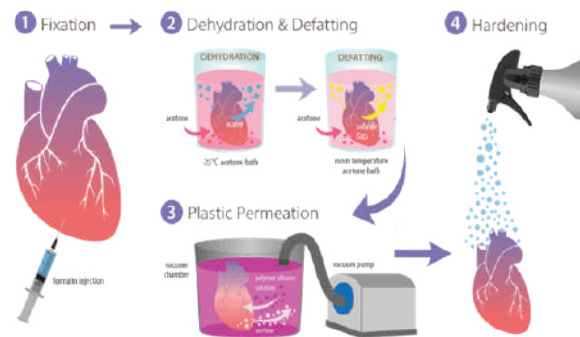 1 Fixation
2 Dehydration & Defatting
4 Hardening
DEHYDRATION
DEFATTING
acetone
water
acetone
soluble
fats
-25°C acetone bath
room temperature
acetone bath
3 Plastic Permeation
formalin injection
vacuum
chamber
polymer silicone
solution
acetone
vacuum pump